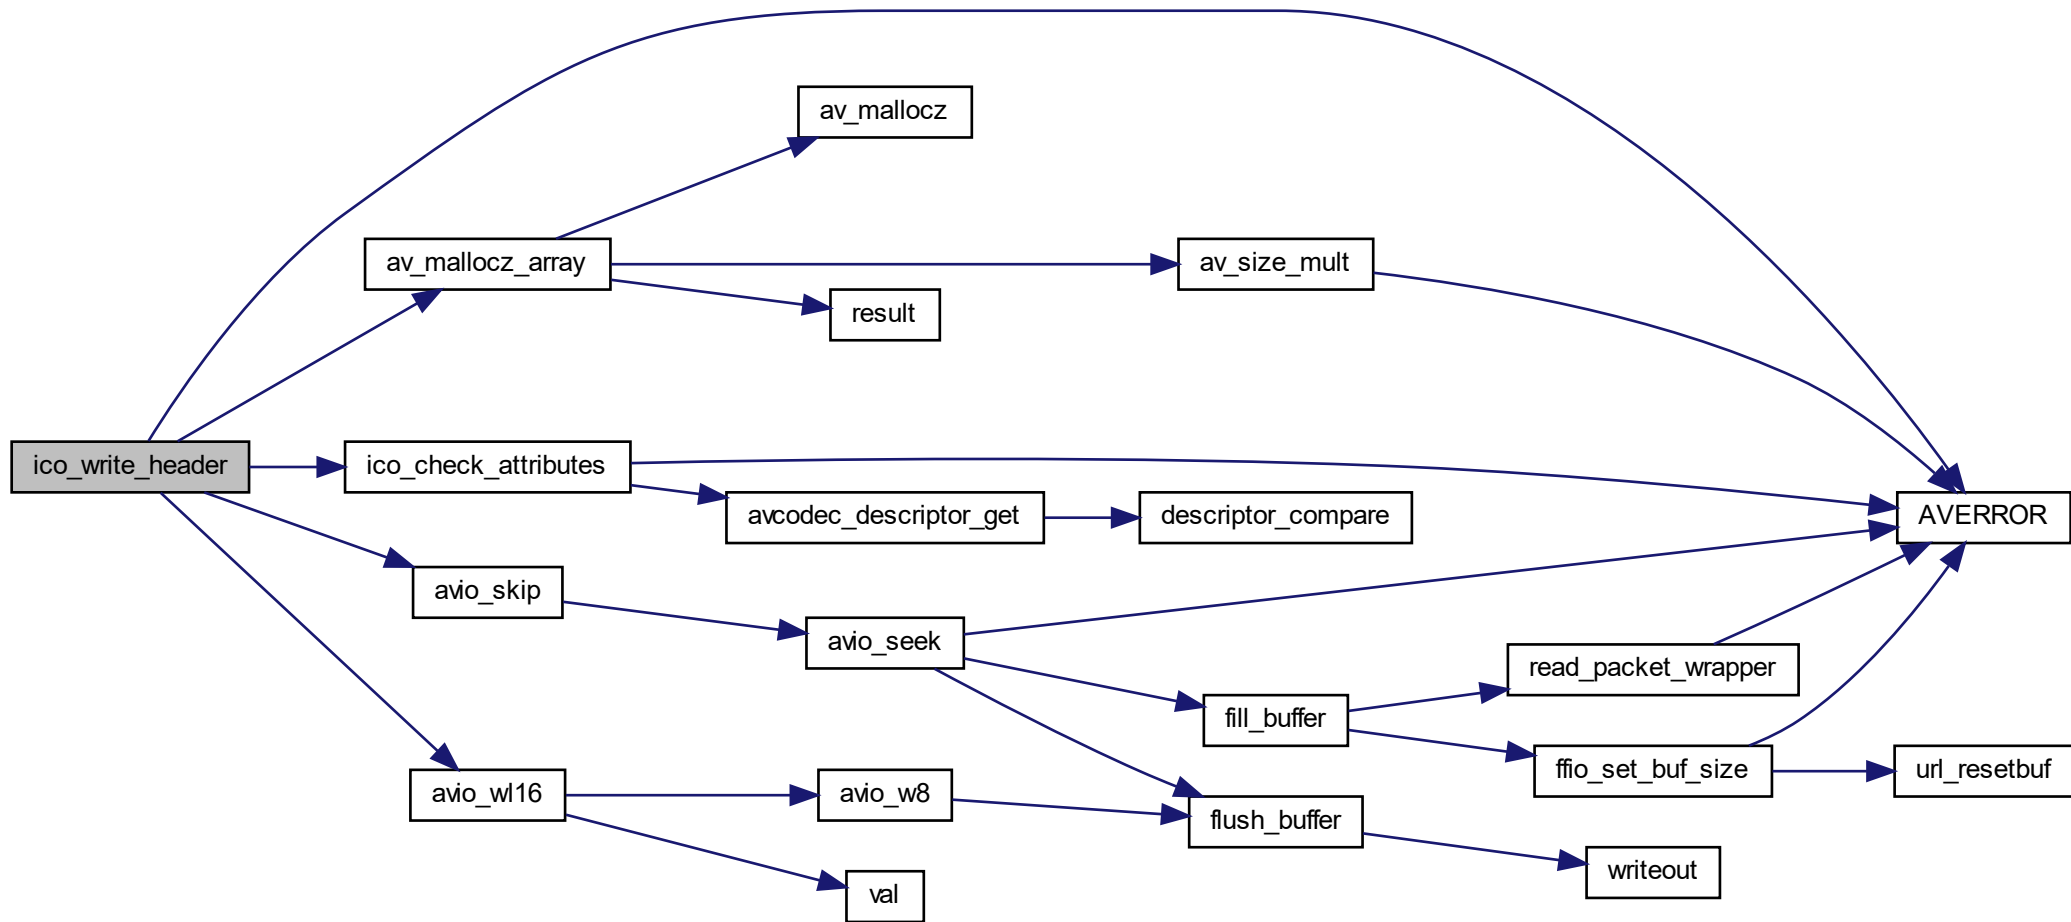 av_mallocz
av_mallocz_array
av_size_mult
result
ico_write_header
ico_check_attributes
avcodec_descriptor_get
descriptor_compare
AVERROR
avio_skip
avio_seek
read_packet_wrapper
fill_buffer
ffio_set_buf_size
url_resetbuf
avio_wl16
avio_w8
flush_buffer
writeout
val